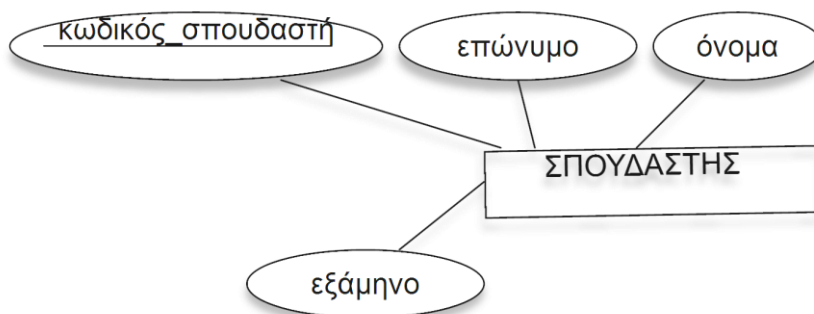 κωδικός_σπουδαστή
επώνυμο
όνομα
ΣΠΟΥΔΑΣΤΗΣ
εξάμηνο